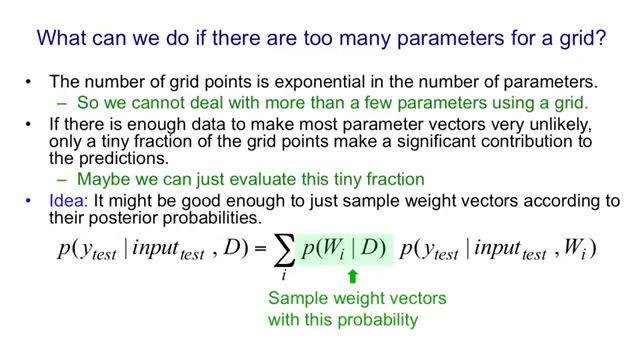 What can we do if there are too many parameters for a grid?
• The number of grid points is exponential in the number of parameters.
– So we cannot deal with more than a few parameters using a grid.
• If there is enough data to make most parameter vectors very unlikely,
only a tiny fraction of the grid points make a significant contribution to
the predictions.
– Maybe we can just evaluate this tiny fraction
• Idea: It might be good enough to just sample weight vectors according to
their posterior probabilities.
p( y_test | input_test , D) = ∑_i p(W_i | D) p( y_test | input_test , W_i )
Sample weight vectors
with this probability